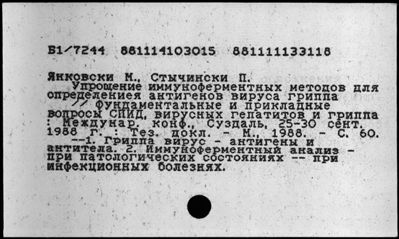 Б1/7244 881114103015 881111133118
Янковски М., Стычински П.
Упрощение иммуноферментных методов для
определениея антигенов вируса гриппа
// Фундаментальные и прикладные
вопросы СПИД, вирусных гепатитов и гриппа
: Междунар. конф., Суздаль, 25-30 сент.
1988 г. : Тез. докл. - М., 1988. - С. 60.
--1. Гриппа вирус - антигены и
антитела. 2. Иммуноферментный анализ -
при патологических состояниях -- при
инфекционных болезнях.